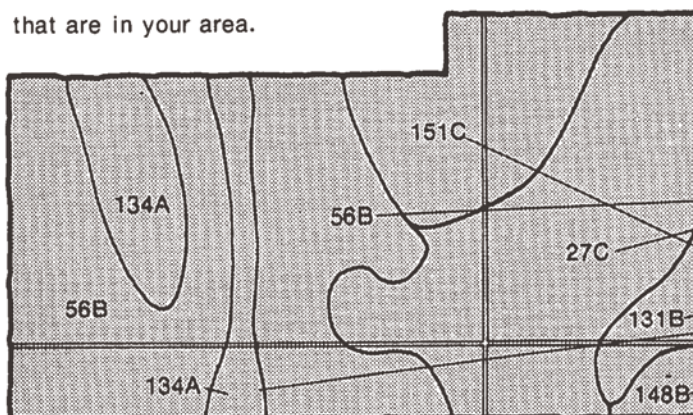 that are in your area.
151C
134A
56B
27C
56B
131B
134A
148B